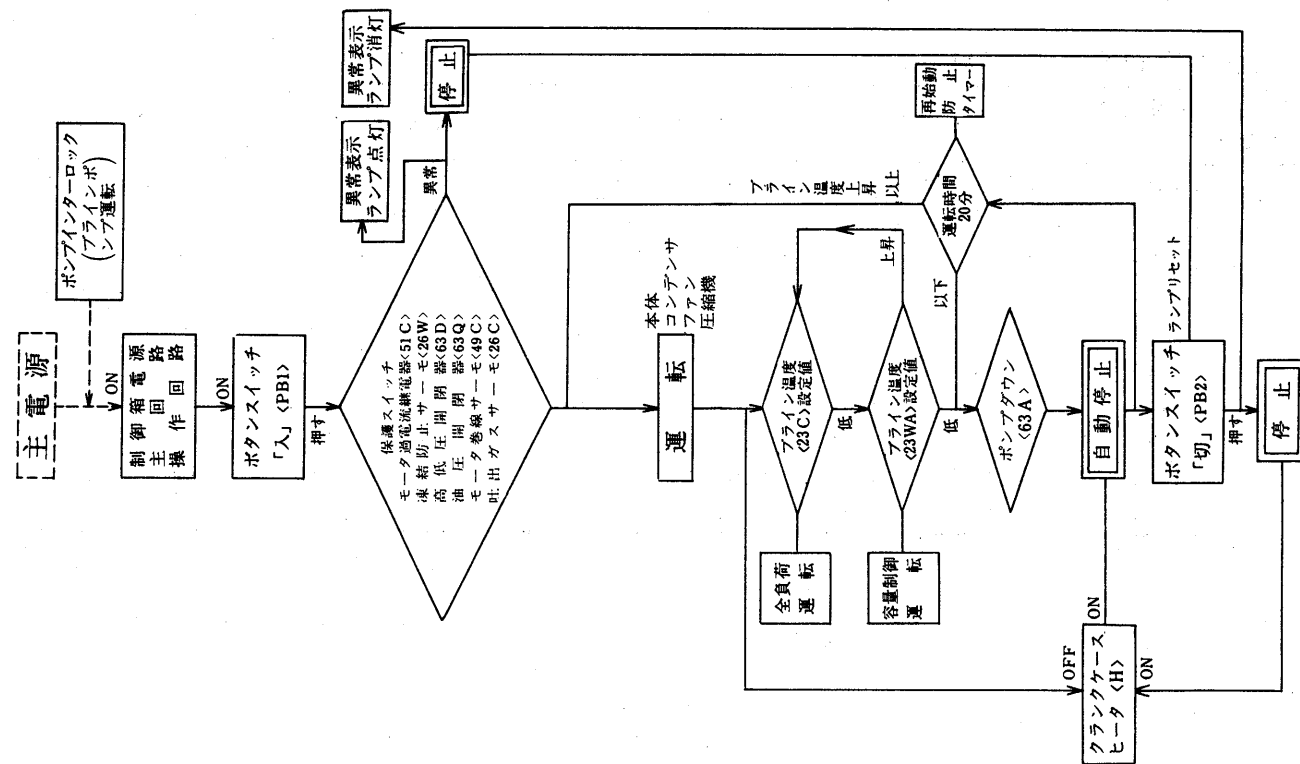 主電源
ポンプインターロック
(ブラインポ
ンプ運転)
ON
制御箱電源
主回路
操作回路
ON
ボタンスイッチ
「入」<PB1>
押す
保護スイッチ
モータ過電流継電器<51C>
凍結防止サーモ<26W>
高低圧開閉器<63D>
油圧開閉器<63Q>
モータ巻線サーモ<49C>
吐出ガスサーモ<26C>
異常
異常表示
ランプ点灯
異常表示
ランプ消灯
停止
運転
本体
コンデンサ
ファン
圧縮機
ブライン温度
<23C>設定値
全負荷
運転
低
上昇
ブライン温度
<23WA>設定値
容量制御
運転
低
ブライン
温度上
昇
以上
運転時間
20分
以下
再始動
防止
タイマー
ポンプダウン
<63A>
自動停止
ON
OFF
クランクケース
ヒータ<H>
ON
ボタンスイッチ
「切」<PB2>
ランプリセット
押す
停止